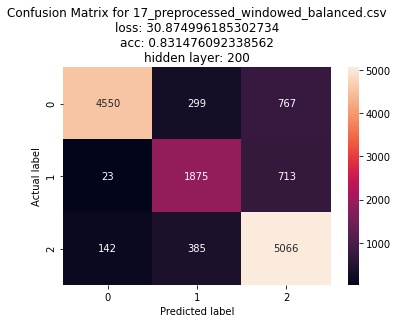 Confusion Matrix for 17_preprocessed_windowed_balanced.csv
loss: 30.874996185302734
acc: 0.831476092338562
hidden layer: 200
0 4550 299 767
1 23 1875 713
2 142 385 5066
0 1 2
Actual label
Predicted label
5000
4000
3000
2000
1000